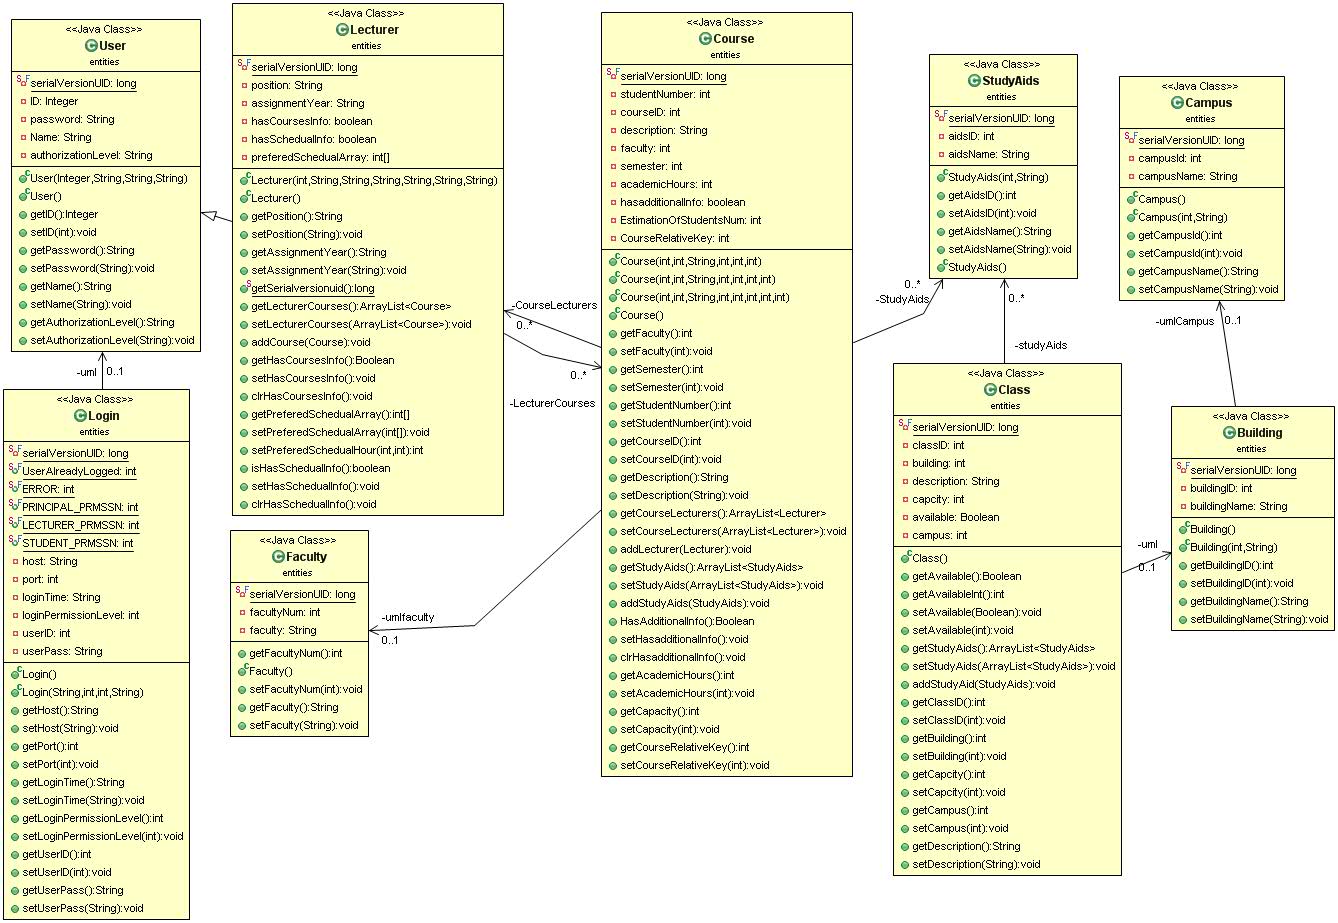 <<Java Class>>
User
entities
serialVersionUID: long
ID: Integer
password: String
Name: String
authorizationLevel: String
User(Integer,String,String,String)
User()
getID():Integer
setID(int):void
getPassword():String
setPassword(String):void
getName():String
setName(String):void
getAuthorizationLevel():String
setAuthorizationLevel(String):void
-uml
0..1
<<Java Class>>
Login
entities
serialVersionUID: long
UserAlreadyLogged: int
ERROR: int
PRINCIPAL_PRMSSN: int
LECTURER_PRMSSN: int
STUDENT_PRMSSN: int
host: String
port: int
loginTime: String
loginPermissionLevel: int
userID: int
userPass: String
Login()
Login(String,int,int,String)
getHost():String
setHost(String):void
getPort():int
setPort(int):void
getLoginTime():String
setLoginTime(String):void
getLoginPermissionLevel():int
setLoginPermissionLevel(int):void
getUserID():int
setUserID(int):void
getUserPass():String
setUserPass(String):void
<<Java Class>>
Lecturer
entities
serialVersionUID: long
position: String
assignmentYear: String
hasCoursesInfo: boolean
hasSchedualInfo: boolean
preferedSchedualArray: int[]
Lecturer(int,String,String,String,String,String)
Lecturer()
getPosition():String
setPosition(String):void
getAssignmentYear():String
setAssignmentYear(String):void
getSerialversionuid():long
getLecturerCourses():ArrayList<Course>
setLecturerCourses(ArrayList<Course>):void
addCourse(Course):void
getHasCoursesInfo():Boolean
setHasCoursesInfo():void
clrHasCoursesInfo():void
getPreferedSchedualArray():int[]
setPreferedSchedualArray(int[]):void
setPreferedSchedualHour(int,int):int
isHasSchedualInfo():boolean
setHasSchedualInfo():void
clrHasSchedualInfo():void
-CourseLecturers
0..*
0..*
-LecturerCourses
<<Java Class>>
Faculty
entities
serialVersionUID: long
facultyNum: int
faculty: String
getFacultyNum():int
Faculty()
setFacultyNum(int):void
getFaculty():String
setFaculty(String):void
-umlfaculty
0..1
<<Java Class>>
Course
entities
serialVersionUID: long
studentNumber: int
courseID: int
description: String
faculty: int
semester: int
academicHours: int
hasadditionalInfo: boolean
EstimationOfStudentsNum: int
CourseRelativeKey: int
Course(int,int,String,int,int,int)
Course(int,int,String,int,int,int,int)
Course(int,int,String,int,int,int,int,int)
Course()
getFaculty():int
setFaculty(int):void
getSemester():int
setSemester(int):void
getStudentNumber():int
setStudentNumber(int):void
getCourseID():int
setCourseID(int):void
getDescription():String
setDescription(String):void
getCourseLecturers():ArrayList<Lecturer>
setCourseLecturers(ArrayList<Lecturer>):void
addLecturer(Lecturer):void
getStudyAids():ArrayList<StudyAids>
setStudyAids(ArrayList<StudyAids>):void
addStudyAids(StudyAids):void
HasAdditionalInfo():Boolean
setHasadditionalInfo():void
clrHasadditionalInfo():void
getAcademicHours():int
setAcademicHours(int):void
getCapacity():int
setCapacity(int):void
getCourseRelativeKey():int
setCourseRelativeKey(int):void
<<Java Class>>
StudyAids
entities
serialVersionUID: long
aidsID: int
aidsName: String
StudyAids(int,String)
getAidsID():int
setAidsID(int):void
getAidsName():String
setAidsName(String):void
StudyAids()
0..*
-StudyAids
0..*
-studyAids
<<Java Class>>
Class
entities
serialVersionUID: long
classID: int
building: int
description: String
capcity: int
available: Boolean
campus: int
Class()
getAvailable():Boolean
getAvailableInt():int
setAvailable(Boolean):void
setAvailable(int):void
getStudyAids():ArrayList<StudyAids>
setStudyAids(ArrayList<StudyAids>):void
addStudyAid(StudyAids):void
getClassID():int
setClassID(int):void
getBuilding():int
setBuilding(int):void
getCapcity():int
setCapcity(int):void
getCampus():int
setCampus(int):void
getDescription():String
setDescription(String):void
<<Java Class>>
Campus
entities
serialVersionUID: long
campusId: int
campusName: String
Campus()
Campus(int,String)
getCampusId():int
setCampusId(int):void
getCampusName():String
setCampusName(String):void
-umlCampus
0..1
<<Java Class>>
Building
entities
serialVersionUID: long
buildingID: int
buildingName: String
Building()
Building(int,String)
getBuildingID():int
setBuildingID(int):void
getBuildingName():String
setBuildingName(String):void
-uml
0..1